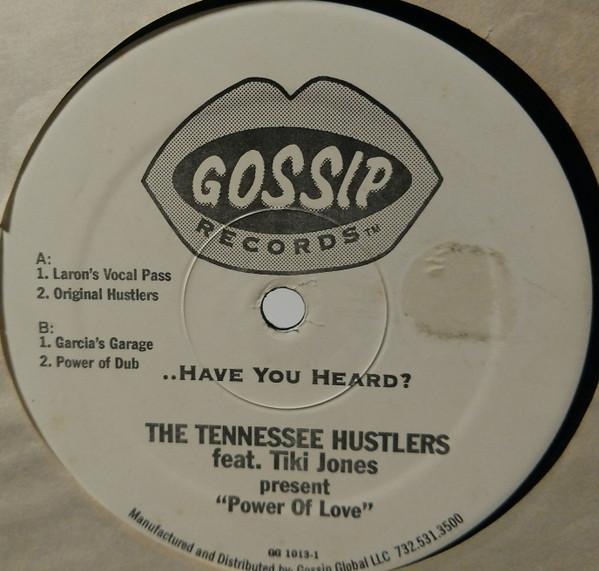 GOSSIP
RECORDS™
A:
1. Laron's Vocal Pass
2. Original Hustlers
B:
1. Garcia's Garage
2. Power of Dub
..HAVE YOU HEARD?
THE TENNESSEE HUSTLERS
feat. Tiki Jones
present
“Power Of Love”
GG 1013-1
Manufactured and Distributed by: Gossip Global LLC 732.531.3500